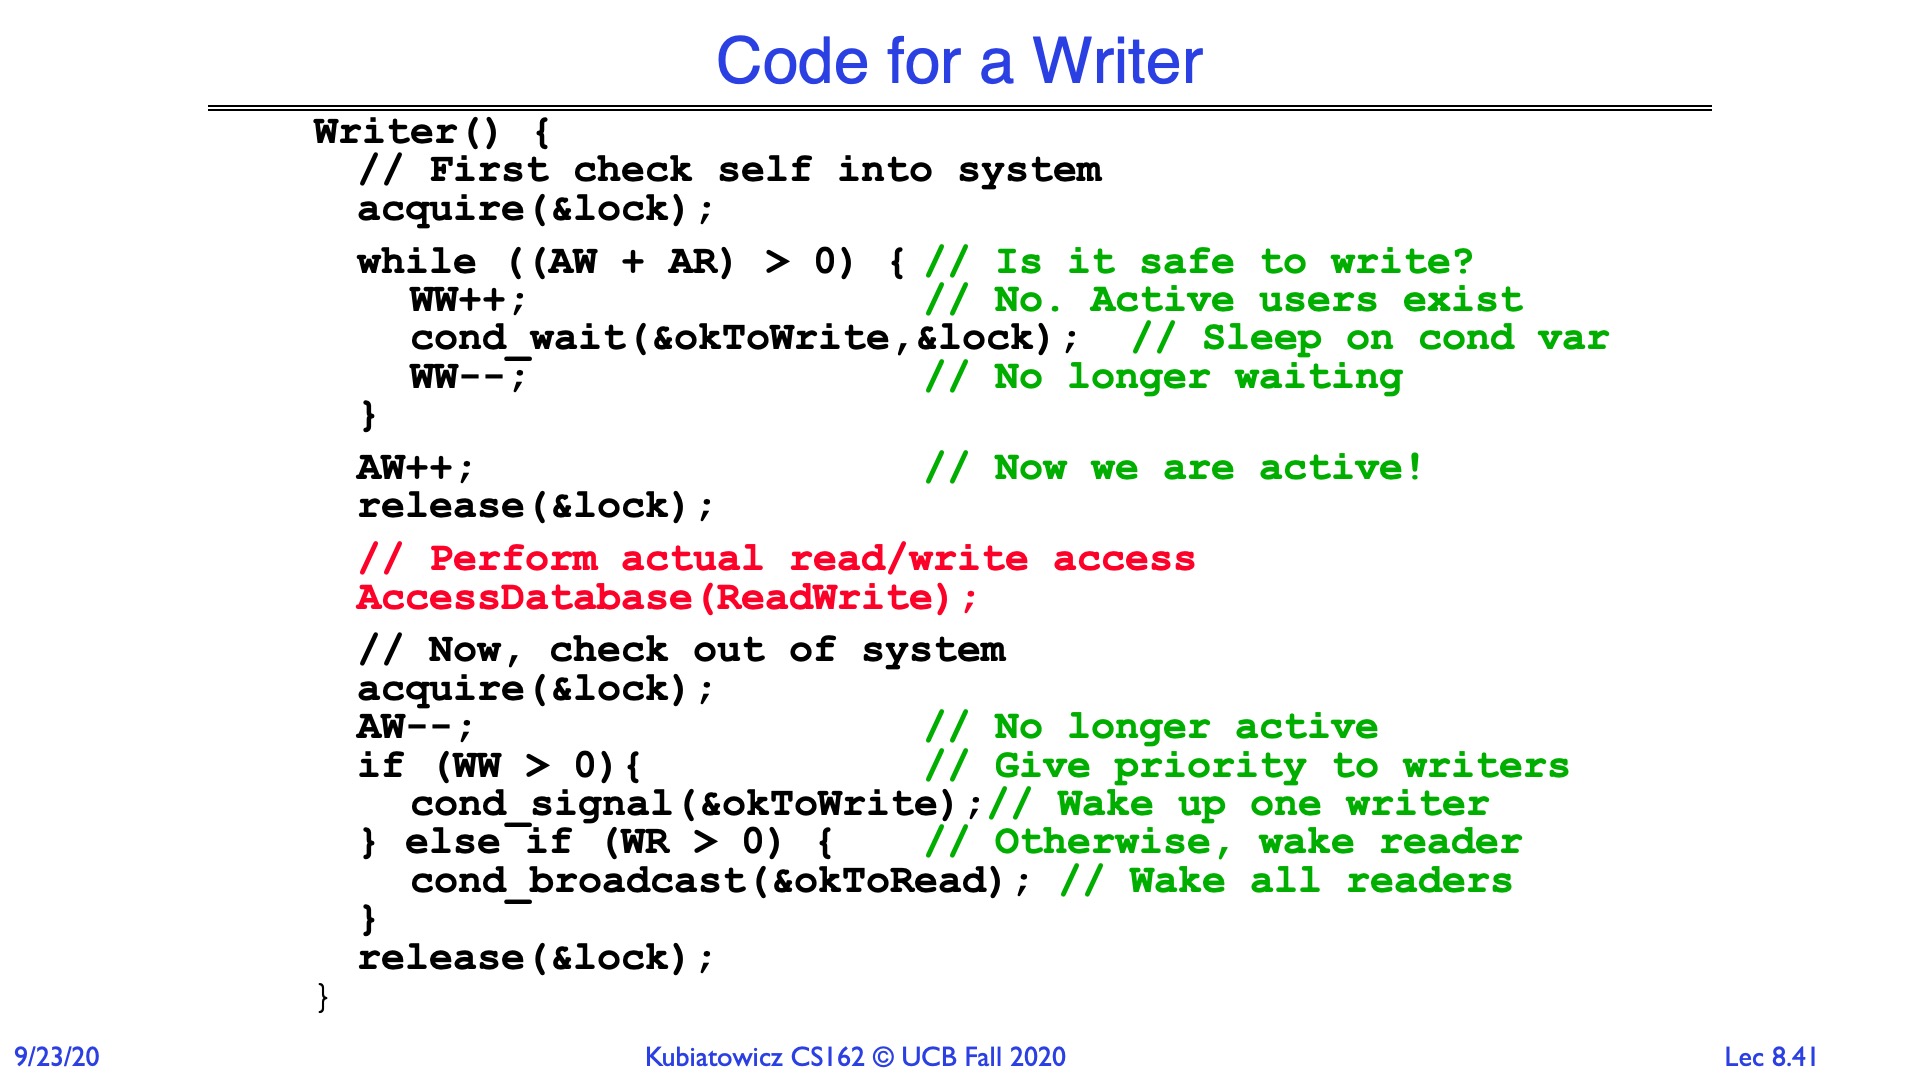 Code for a Writer
Writer() {
// First check self into system
acquire(&lock);
while ((AW + AR) > 0) { // Is it safe to write?
WW++; // No. Active users exist
cond_wait(&okToWrite,&lock); // Sleep on cond var
WW--; // No longer waiting
}
AW++; // Now we are active!
release(&lock);
// Perform actual read/write access
AccessDatabase(ReadWrite);
// Now, check out of system
acquire(&lock);
AW--; // No longer active
if (WW > 0){ // Give priority to writers
cond_signal(&okToWrite);// Wake up one writer
} else if (WR > 0) { // Otherwise, wake reader
cond_broadcast(&okToRead); // Wake all readers
}
release(&lock);
}
9/23/20 Kubiatowicz CS162 © UCB Fall 2020 Lec 8.41